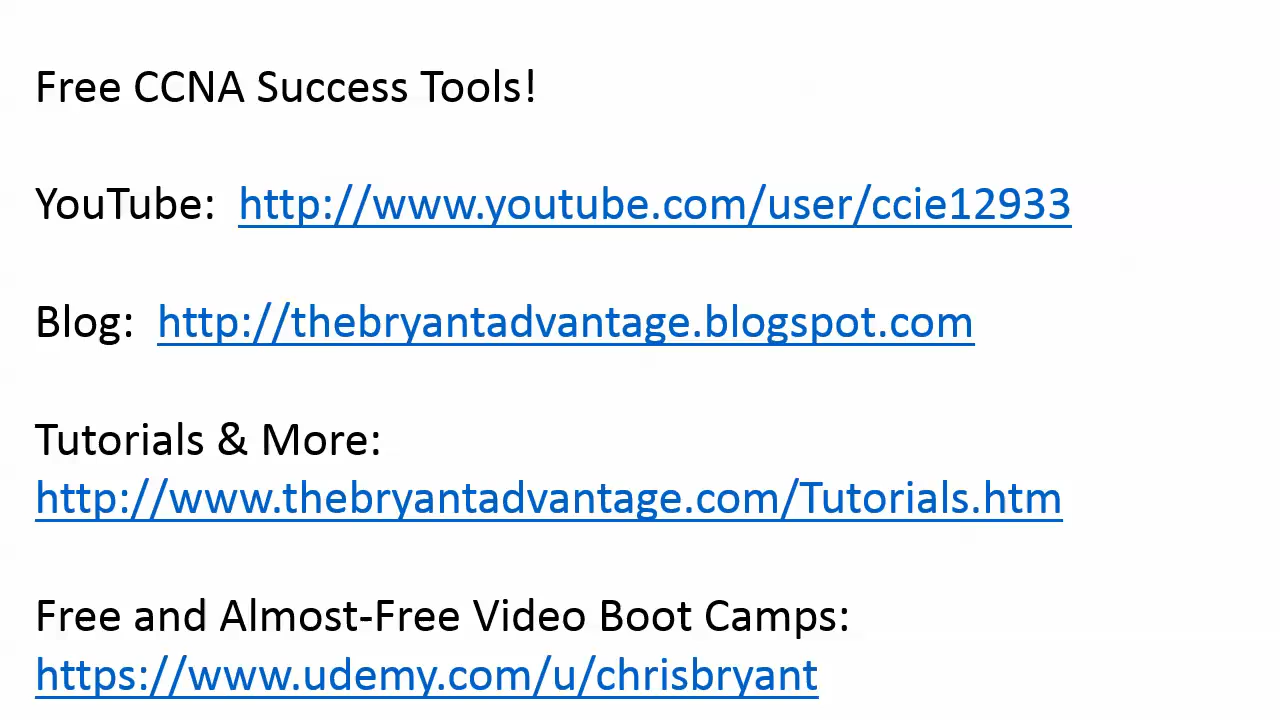 Free CCNA Success Tools!
YouTube: http://www.youtube.com/user/ccie12933
Blog: http://thebryantadvantage.blogspot.com
Tutorials & More:
http://www.thebryantadvantage.com/Tutorials.htm
Free and Almost-Free Video Boot Camps:
https://www.udemy.com/u/chrisbryant